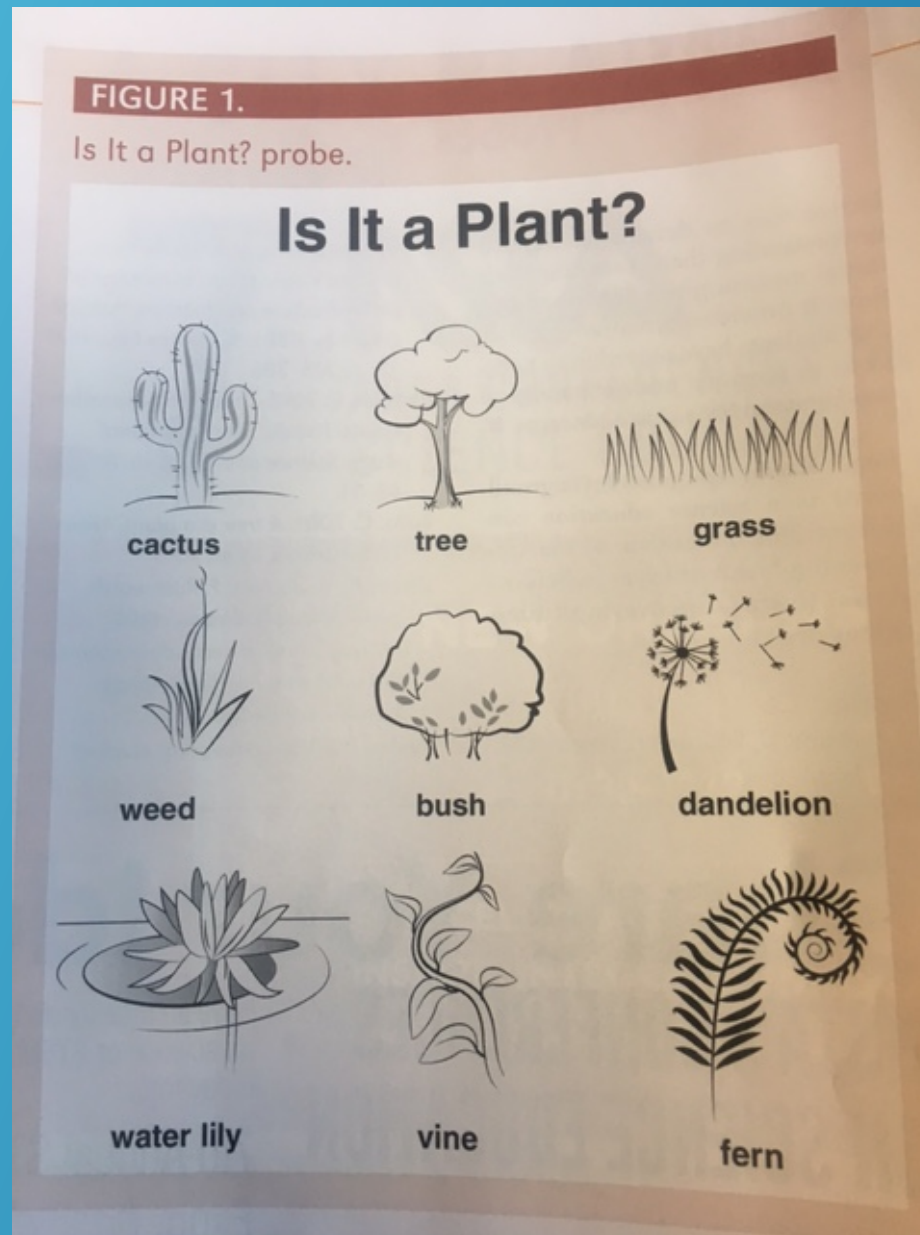 FIGURE 1.
Is It a Plant? probe.
Is It a Plant?
cactus
tree
grass
weed
bush
dandelion
water lily
vine
fern